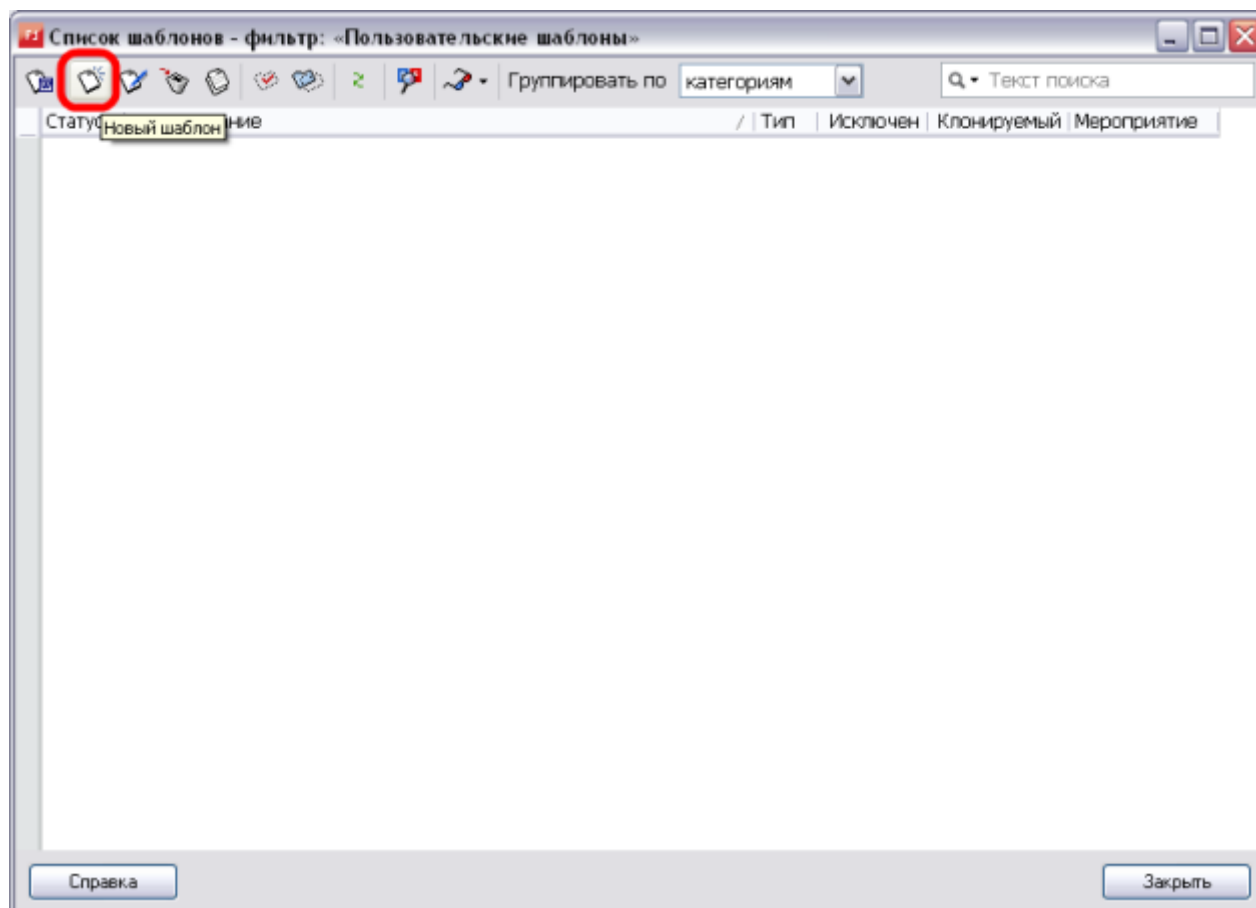 Список шаблонов - фильтр: «Пользовательские шаблоны»
Группировать по категориям Текст поиска
Статус ние / Тип Исключен Клонируемый Мероприятие
Новый шаблон
Справка Закрыть